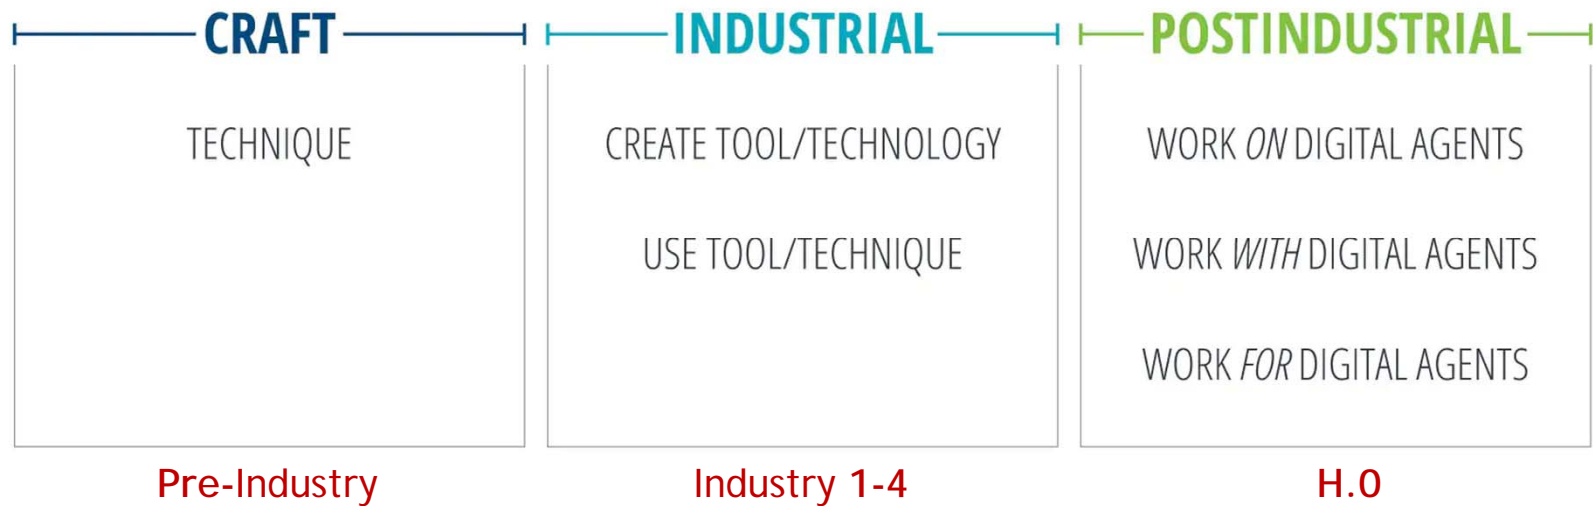 CRAFT
TECHNIQUE
Pre-Industry
INDUSTRIAL
CREATE TOOL/TECHNOLOGY
USE TOOL/TECHNIQUE
Industry 1-4
POSTINDUSTRIAL
WORK ON DIGITAL AGENTS
WORK WITH DIGITAL AGENTS
WORK FOR DIGITAL AGENTS
H.0